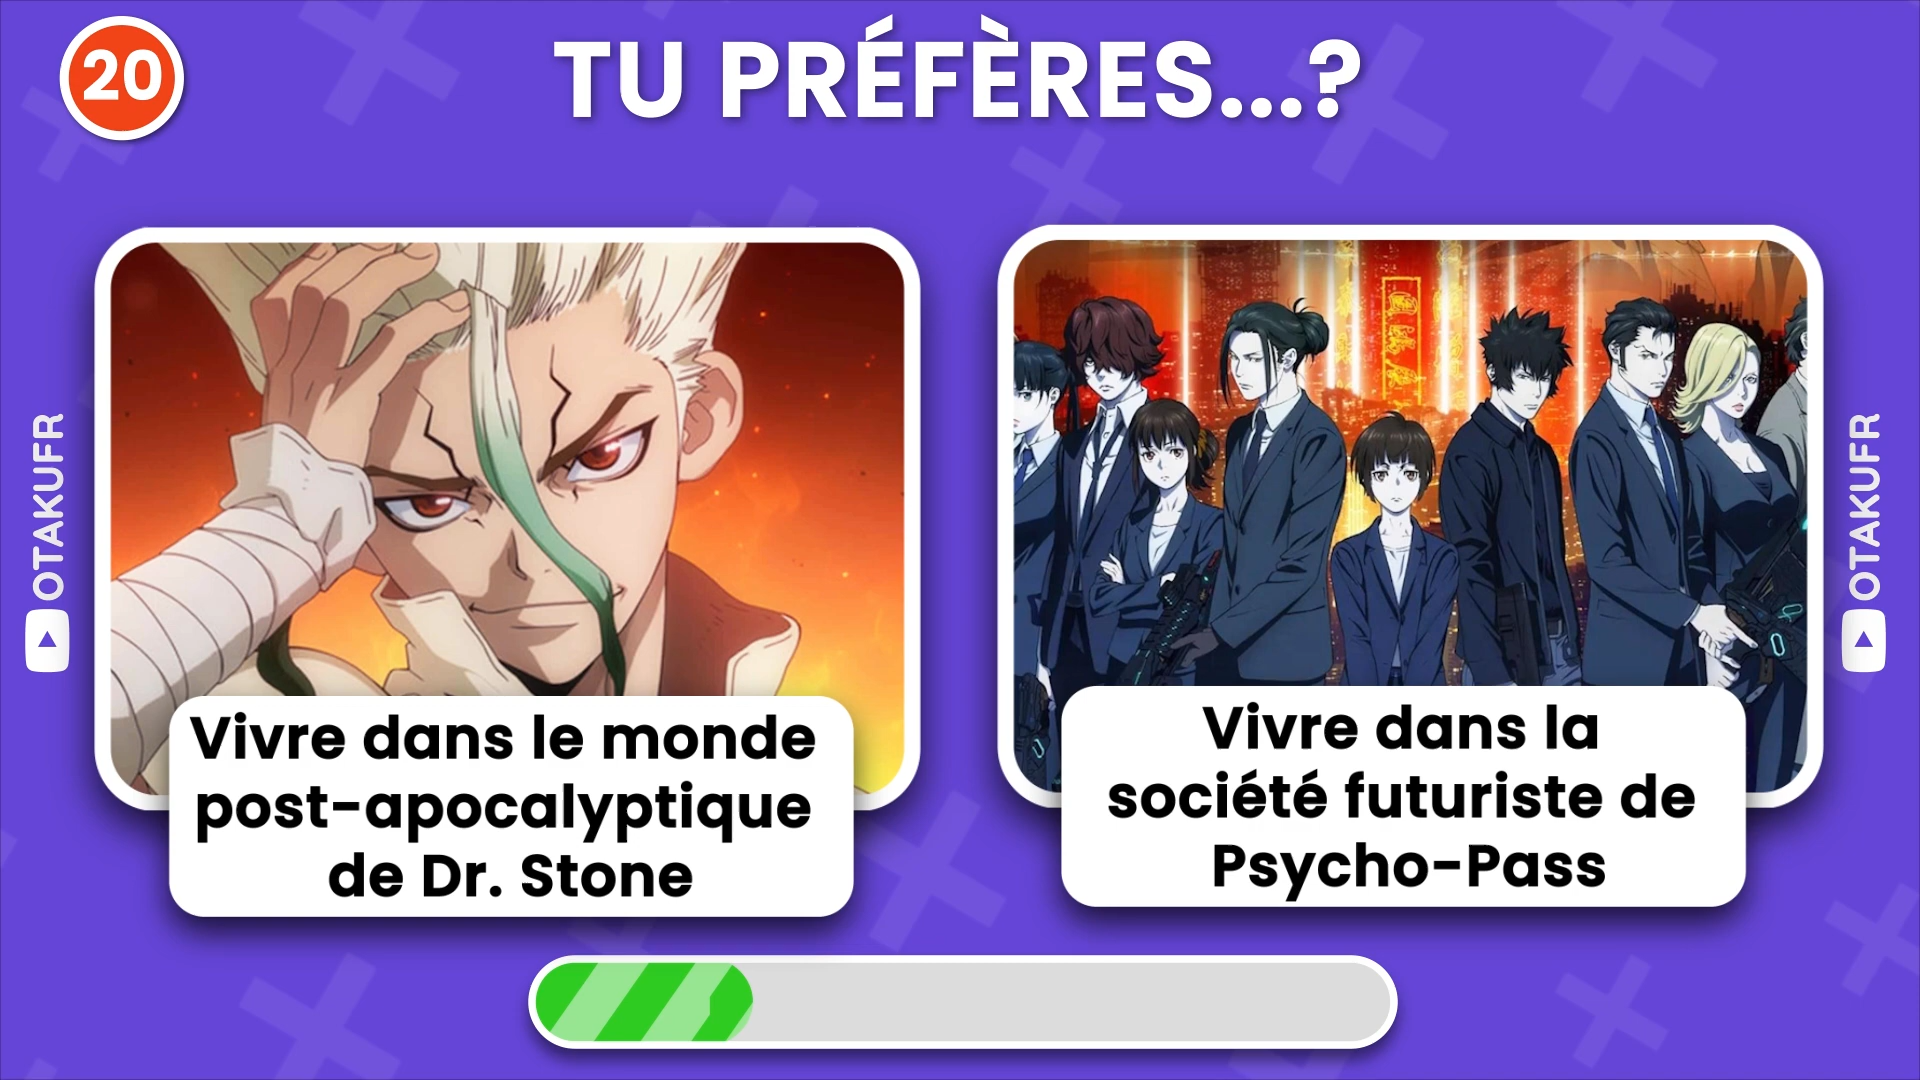 20
TU PRÉFÈRES...?
OTAKUFR
OTAKUFR
Vivre dans le monde
post-apocalyptique
de Dr. Stone
Vivre dans la
société futuriste de
Psycho-Pass